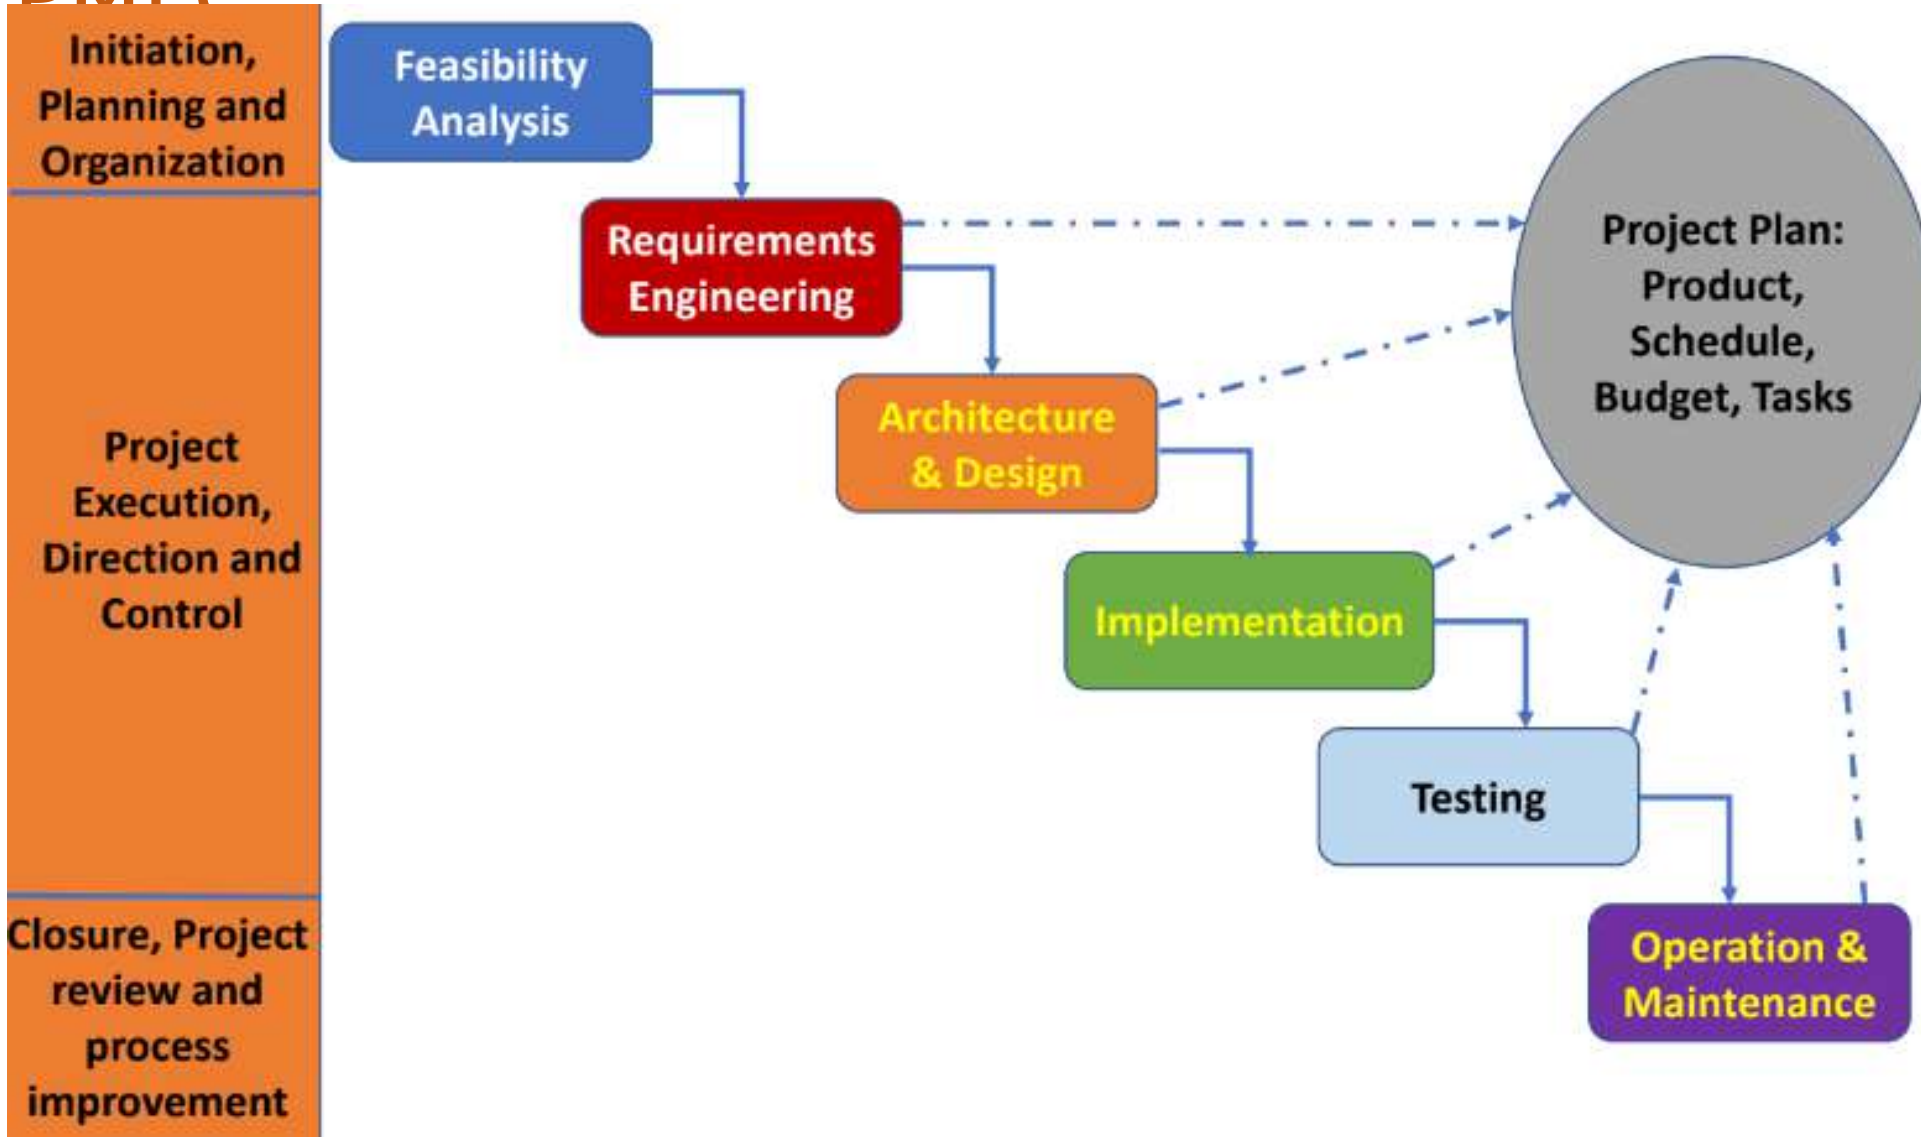 Initiation,
Planning and
Organization
Project
Execution,
Direction and
Control
Closure, Project
review and
process
improvement
Feasibility
Analysis
Requirements
Engineering
Architecture
& Design
Implementation
Testing
Operation &
Maintenance
Project Plan:
Product,
Schedule,
Budget, Tasks